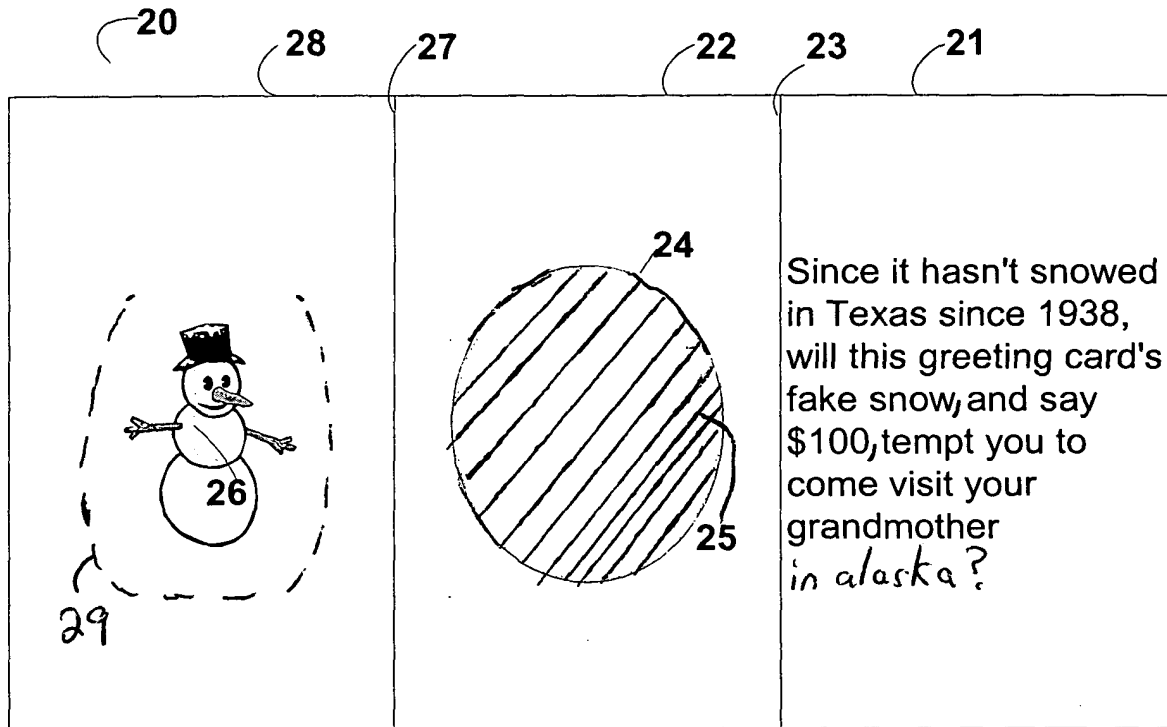 20
28
27
22
23
21
24
25
26
29
Since it hasn't snowed
in Texas since 1938,
will this greeting card's
fake snow, and say
$100, tempt you to
come visit your
grandmother
in alaska?